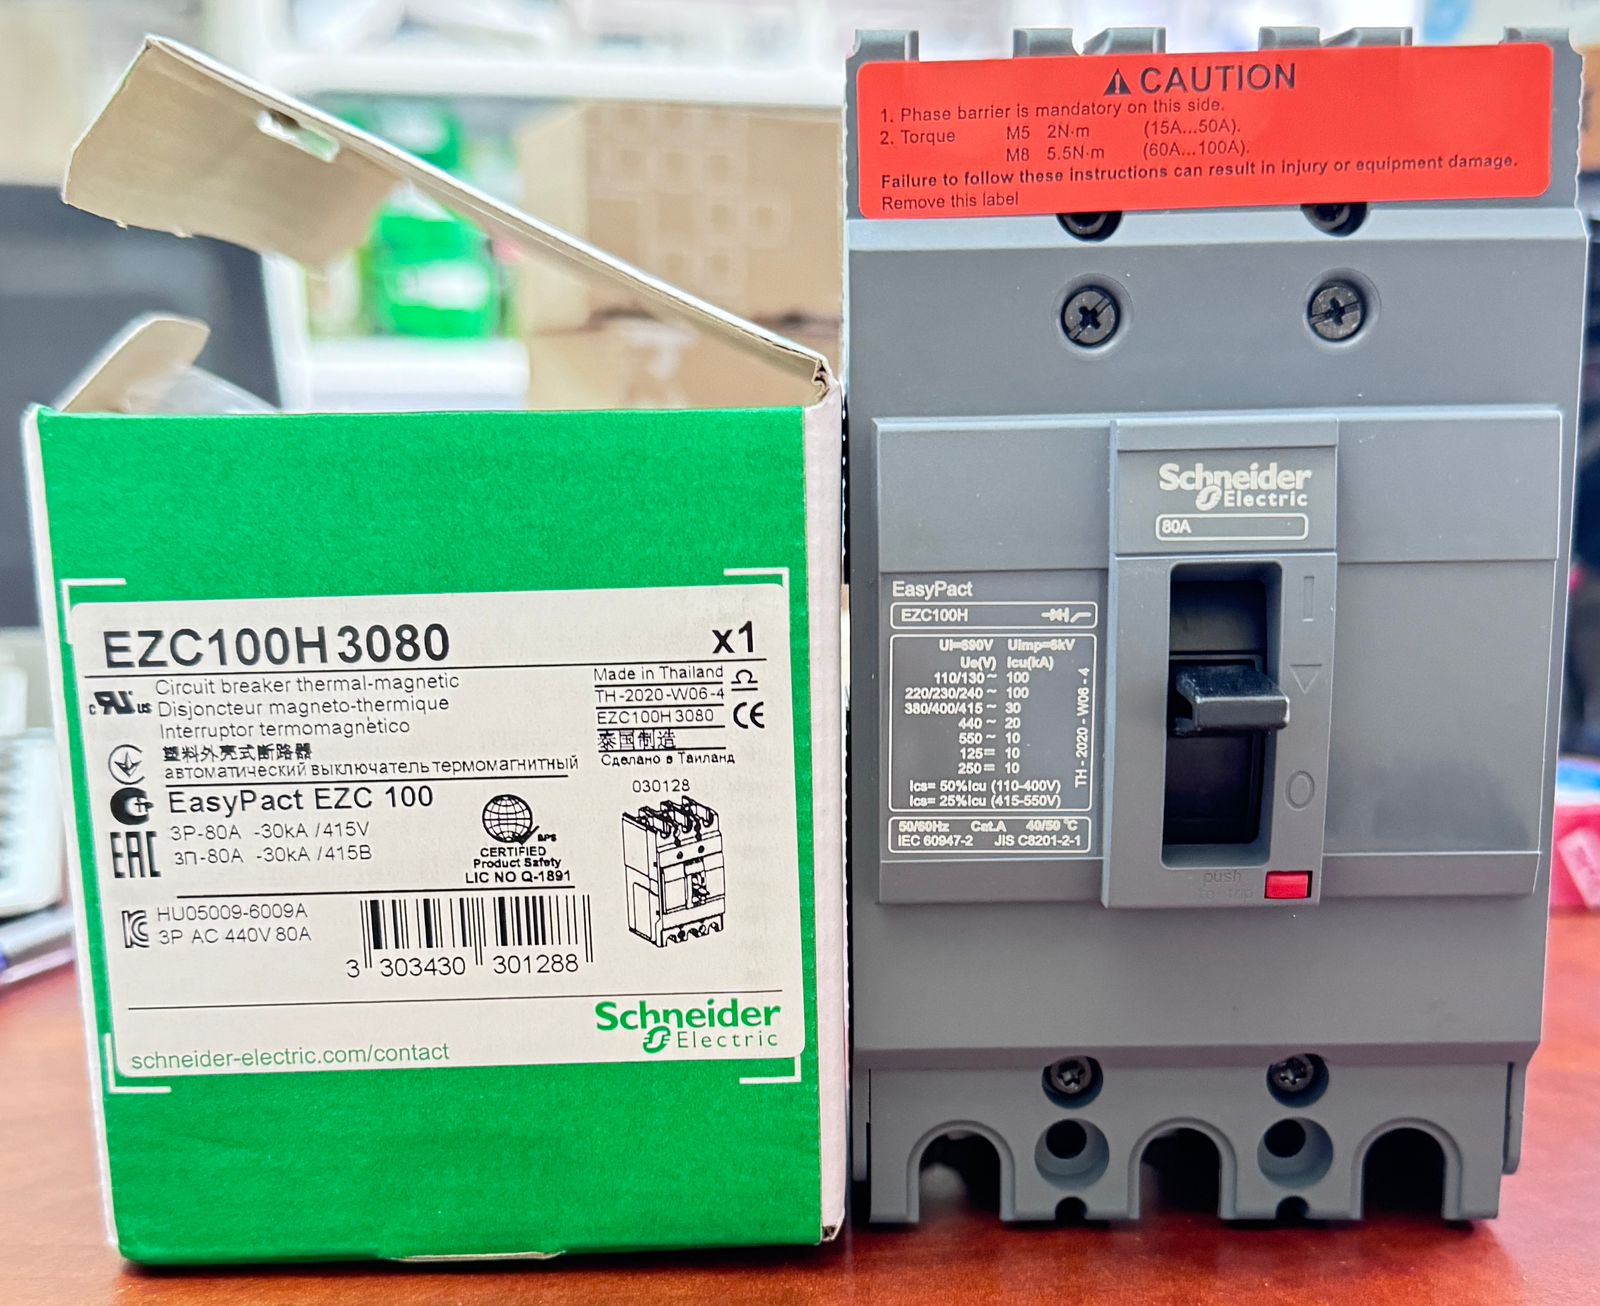 EZC100H3080 x1
Circuit breaker thermal-magnetic
Disjoncteur magneto-thermique
Interruptor termomagnètico
塑料外壳式断路器
автоматический выключатель термомагнитный
Made in Thailand
TH-2020-W06-4
EZC100H3080
泰国制造
Сделано в Таиланд
c RU us
CE
EasyPact EZC 100
3P-80A -30kA /415V
3п-80A -30kA /415В
EAC
030128
CERTIFIED
Product Safety
LIC NO Q-1891
HU05009-6009A
3P AC 440V 80A
3 303430 301288
Schneider
Electric
schneider-electric.com/contact
CAUTION
1. Phase barrier is mandatory on this side.
2. Torque M5 2N·m (15A...50A).
M8 5.5N·m (60A...100A).
Failure to follow these instructions can result in injury or equipment damage.
Remove this label
Schneider
Electric
80A
EasyPact
EZC100H
Ui=690V Uimp=6kV
Ue(V) Icu(kA)
110/130~ 100
220/230/240~ 100
380/400/415~ 30
440~ 20
550~ 10
125= 10
250= 10
Ics= 50%Icu (110-400V)
Ics= 25%Icu (415-550V)
TH-2020-W06-4
50/60Hz Cat.A 40/50 °C
IEC 60947-2 JIS C8201-2-1
push
to trip